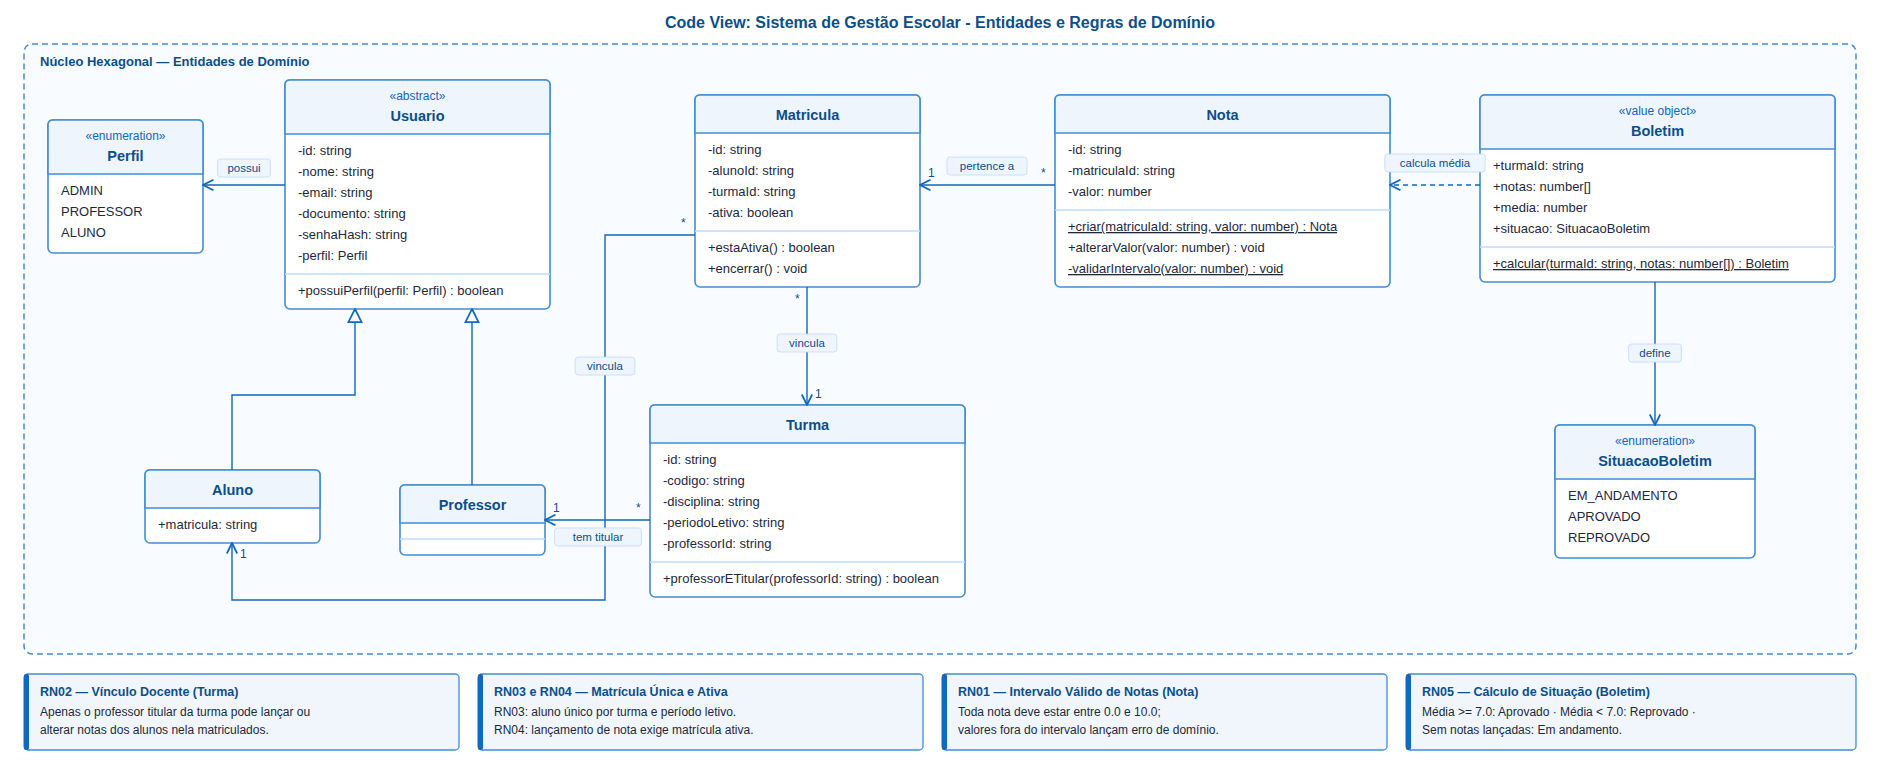 Code View: Sistema de Gestão Escolar - Entidades e Regras de Domínio
Núcleo Hexagonal — Entidades de Domínio
«enumeration»
Perfil
ADMIN
PROFESSOR
ALUNO
possui
«abstract»
Usuario
-id: string
-nome: string
-email: string
-documento: string
-senhaHash: string
-perfil: Perfil
+possuiPerfil(perfil: Perfil) : boolean
Matricula
-id: string
-alunoId: string
-turmaId: string
-ativa: boolean
+estaAtiva() : boolean
+encerrar() : void
1
pertence a
*
Nota
-id: string
-matriculaId: string
-valor: number
+criar(matriculaId: string, valor: number) : Nota
+alterarValor(valor: number) : void
-validarIntervalo(valor: number) : void
calcula média
«value object»
Boletim
+turmaId: string
+notas: number[]
+media: number
+situacao: SituacaoBoletim
+calcular(turmaId: string, notas: number[]) : Boletim
*
vincula
*
vincula
1
define
Aluno
+matricula: string
1
Professor
1
*
tem titular
Turma
-id: string
-codigo: string
-disciplina: string
-periodoLetivo: string
-professorId: string
+professorETitular(professorId: string) : boolean
«enumeration»
SituacaoBoletim
EM_ANDAMENTO
APROVADO
REPROVADO
RN02 — Vínculo Docente (Turma)
Apenas o professor titular da turma pode lançar ou
alterar notas dos alunos nela matriculados.
RN03 e RN04 — Matrícula Única e Ativa
RN03: aluno único por turma e período letivo.
RN04: lançamento de nota exige matrícula ativa.
RN01 — Intervalo Válido de Notas (Nota)
Toda nota deve estar entre 0.0 e 10.0;
valores fora do intervalo lançam erro de domínio.
RN05 — Cálculo de Situação (Boletim)
Média >= 7.0: Aprovado · Média < 7.0: Reprovado ·
Sem notas lançadas: Em andamento.